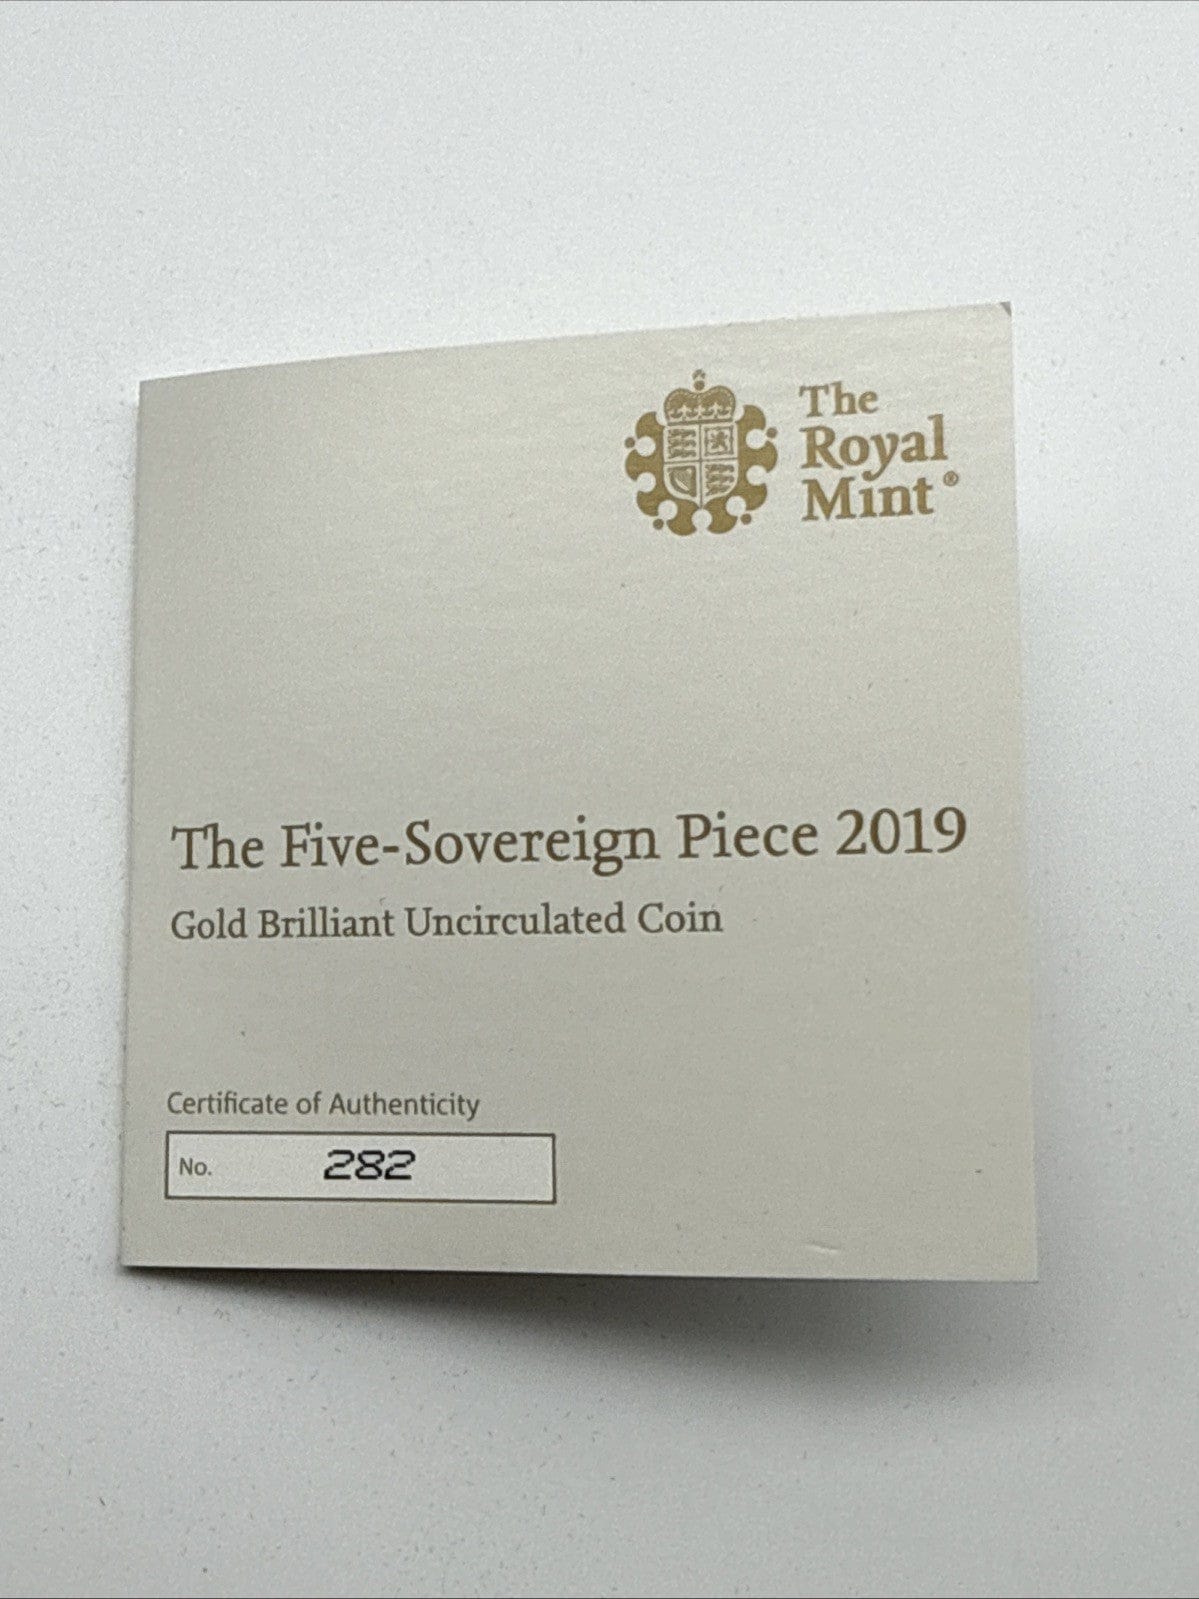 The
Royal
Mint®
The Five-Sovereign Piece 2019
Gold Brilliant Uncirculated Coin
Certificate of Authenticity
No. 282